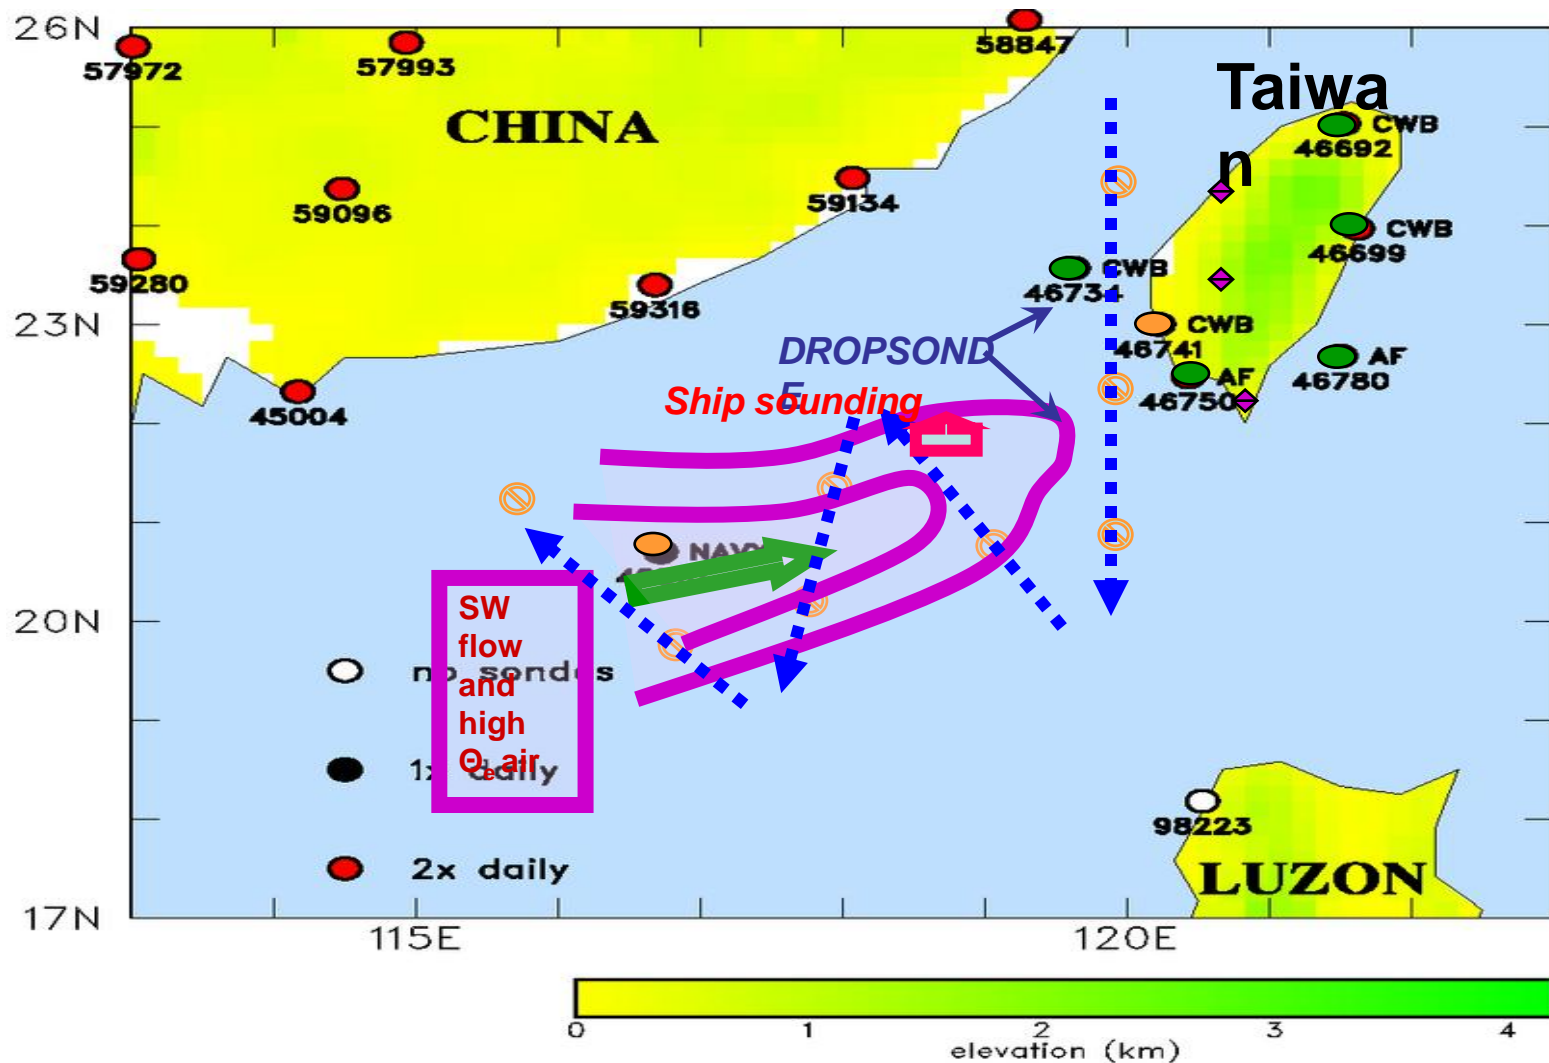 26N
57972
57993
58847
CHINA
Taiwa
n
CWB
46692
59096
59134
CWB
46699
59280
59316
CWB
46734
23N
CWB
46741
DROPSOND
E
AF
46780
AF
46750
Ship sounding
45004
NAVY
20N
SW
flow
and
high
Θe air
no sondes
1x daily
2x daily
98223
LUZON
17N
115E
120E
0
1
2
3
4
elevation (km)